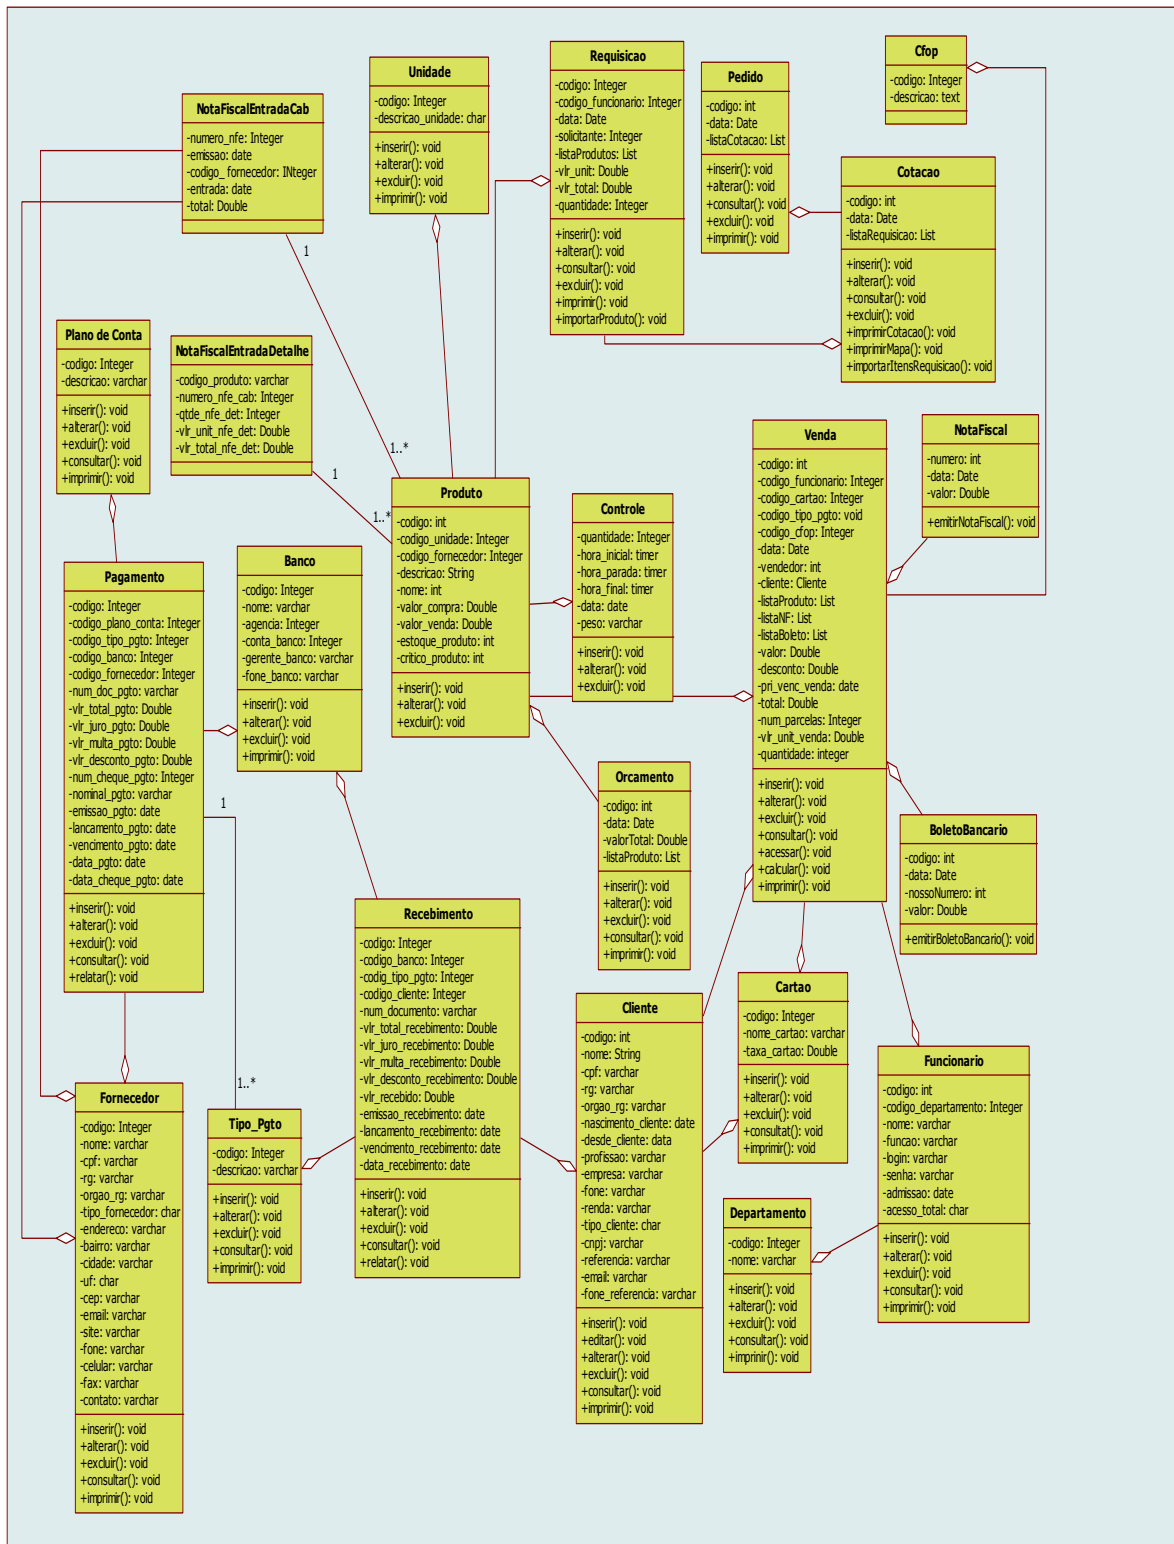 Cfop
-codigo: Integer
-descricao: text
Requisicao
-codigo: Integer
-codigo_funcionario: Integer
-data: Date
-solicitante: Integer
-listaProdutos: List
-vlr_unit: Double
-vlr_total: Double
-quantidade: Integer
+inserir(): void
+alterar(): void
+consultar(): void
+excluir(): void
+imprimir(): void
+importarProduto(): void
Unidade
-codigo: Integer
-descricao_unidade: char
+inserir(): void
+alterar(): void
+excluir(): void
+imprimir(): void
Pedido
-codigo: int
-data: Date
-listaCotacao: List
+inserir(): void
+alterar(): void
+consultar(): void
+excluir(): void
+imprimir(): void
NotaFiscalEntradaCab
-numero_nfe: Integer
-emissao: date
-codigo_ fornecedor: INteger
-entrada: date
-total: Double
Cotacao
-codigo: int
-data: Date
-listaRequisicao: List
+inserir(): void
+alterar(): void
+consultar(): void
+excluir(): void
+imprimirCotacao(): void
+imprimirMapa(): void
+importarItensRequisicao(): void
1
1..*
Plano de Conta
-codigo: Integer
-descricao: varchar
+inserir(): void
+alterar(): void
+excluir(): void
+consultar(): void
+imprimir(): void
NotaFiscalEntradaDetalhe
-codigo_produto: varchar
-numero_nfe_cab: Integer
-qtde_nfe_det: Integer
-vlr_unit_nfe_det: Double
-vlr_total_nfe_det: Double
1
1..*
Venda
-codigo: int
-codigo_funcionario: Integer
-codigo_cartao: Integer
-codigo_tipo_pgto: void
-codigo_cfop: Integer
-data: Date
-vendedor: int
-cliente: Cliente
-listaProduto: List
-listaNF: List
-listaBoleto: List
-valor: Double
-desconto: Double
-pri_venc_venda: date
-total: Double
-num_parcelas: Integer
-vlr_unit_venda: Double
-quantidade: integer
+inserir(): void
+alterar(): void
+excluir(): void
+consultar(): void
+acessar(): void
+calcular(): void
+imprimir(): void
NotaFiscal
-numero: int
-data: Date
-valor: Double
+emitirNotaFiscal(): void
Produto
-codigo: int
-codigo_unidade: Integer
-codigo_fornecedor: Integer
-descricao: String
-nome: int
-valor_compra: Double
-valor_venda: Double
-estoque_produto: int
-critico_produto: int
+inserir(): void
+alterar(): void
+excluir(): void
Controle
-quantidade: Integer
-hora_inicial: timer
-hora_parada: timer
-hora_final: timer
-data: date
-peso: varchar
+inserir(): void
+alterar(): void
+excluir(): void
Banco
-codigo: Integer
-nome: varchar
-agencia: Integer
-conta_banco: Integer
-gerente_banco: varchar
-fone_banco: varchar
+inserir(): void
+alterar(): void
+excluir(): void
+imprimir(): void
Pagamento
-codigo: Integer
-codigo_plano_conta: Integer
-codigo_tipo_pgto: Integer
-codigo_banco: Integer
-codigo_fornecedor: Integer
-num_doc_pgto: varchar
-vlr_total_pgto: Double
-vlr_juro_pgto: Double
-vlr_multa_pgto: Double
-vlr_desconto_pgto: Double
-num_cheque_pgto: Integer
-nominal_pgto: varchar
-emissao_pgto: date
-lancamento_pgto: date
-vencimento_pgto: date
-data_pgto: date
-data_cheque_pgto: date
+inserir(): void
+alterar(): void
+excluir(): void
+consultar(): void
+relatar(): void
1
1..*
Orcamento
-codigo: int
-data: Date
-valorTotal: Double
-listaProduto: List
+inserir(): void
+alterar(): void
+excluir(): void
+consultar(): void
+imprimir(): void
BoletoBancario
-codigo: int
-data: Date
-nossoNumero: int
-valor: Double
+emitirBoletoBancario(): void
Recebimento
-codigo: Integer
-codigo_banco: Integer
-codig_tipo_pgto: Integer
-codigo_cliente: Integer
-num_documento: varchar
-vlr_total_recebimento: Double
-vlr_juro_recebimento: Double
-vlr_multa_recebimento: Double
-vlr_desconto_recebimento: Double
-vlr_recebido: Double
-emissao_recebimento: date
-lancamento_recebimento: date
-vencimento_recebimento: date
-data_recebimento: date
+inserir(): void
+alterar(): void
+excluir(): void
+consultar(): void
+relatar(): void
Cartao
-codigo: Integer
-nome_cartao: varchar
-taxa_cartao: Double
+inserir(): void
+alterar(): void
+excluir(): void
+consultat(): void
+imprimir(): void
Cliente
-codigo: int
-nome: String
-cpf: varchar
-rg: varchar
-orgao_rg: varchar
-nascimento_cliente: date
-desde_cliente: data
-profissao: varchar
-empresa: varchar
-fone: varchar
-renda: varchar
-tipo_cliente: char
-cnpj: varchar
-referencia: varchar
-email: varchar
-fone_referencia: varchar
+inserir(): void
+editar(): void
+alterar(): void
+excluir(): void
+consultar(): void
+imprimir(): void
Funcionario
-codigo: int
-codigo_departamento: Integer
-nome: varchar
-funcao: varchar
-login: varchar
-senha: varchar
-admissao: date
-acesso_total: char
+inserir(): void
+alterar(): void
+excluir(): void
+consultar(): void
+imprimir(): void
Fornecedor
-codigo: Integer
-nome: varchar
-cpf: varchar
-rg: varchar
-orgao_rg: varchar
-tipo_fornecedor: char
-endereco: varchar
-bairro: varchar
-cidade: varchar
-uf: char
-cep: varchar
-email: varchar
-site: varchar
-fone: varchar
-celular: varchar
-fax: varchar
-contato: varchar
+inserir(): void
+alterar(): void
+excluir(): void
+consultar(): void
+imprimir(): void
Tipo_Pgto
-codigo: Integer
-descricao: varchar
+inserir(): void
+alterar(): void
+excluir(): void
+consultar(): void
+imprimir(): void
Departamento
-codigo: Integer
-nome: varchar
+inserir(): void
+alterar(): void
+excluir(): void
+consultar(): void
+imprinir(): void